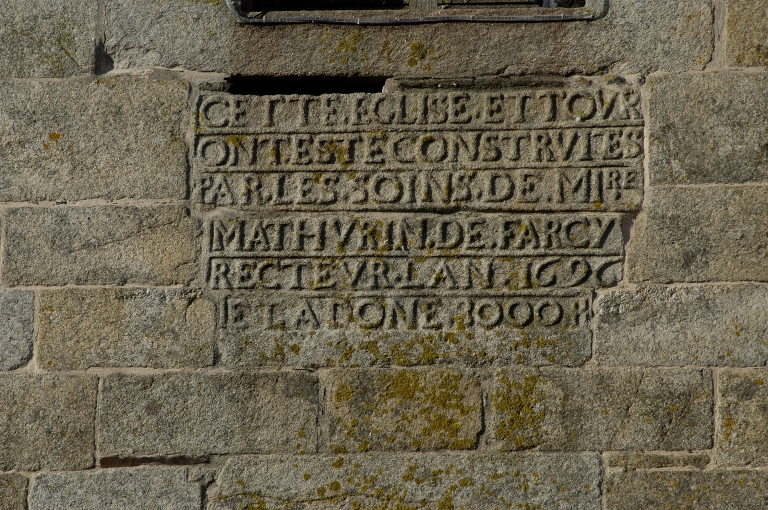 CETTE.EGLISE.ET TOVR
ONT.ESTE CONSTRVITES
PAR.LES.SOINS.DE.MIRE
MATHVRIN.DE.FARCY
RECTEVR.LAN.1696
ET A DONE.3000 H